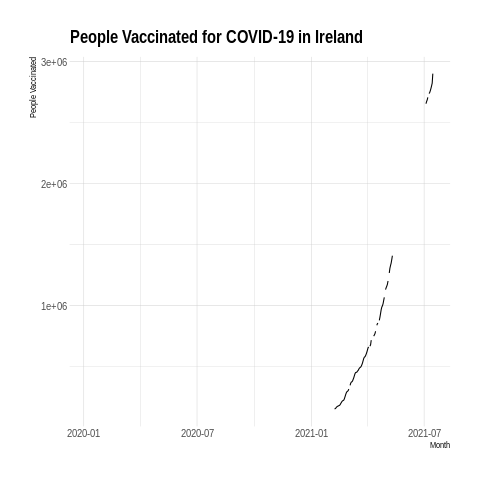 People Vaccinated for COVID-19 in Ireland
People Vaccinated
3e+06
2e+06
1e+06
2020-01
2020-07
2021-01
2021-07
Month